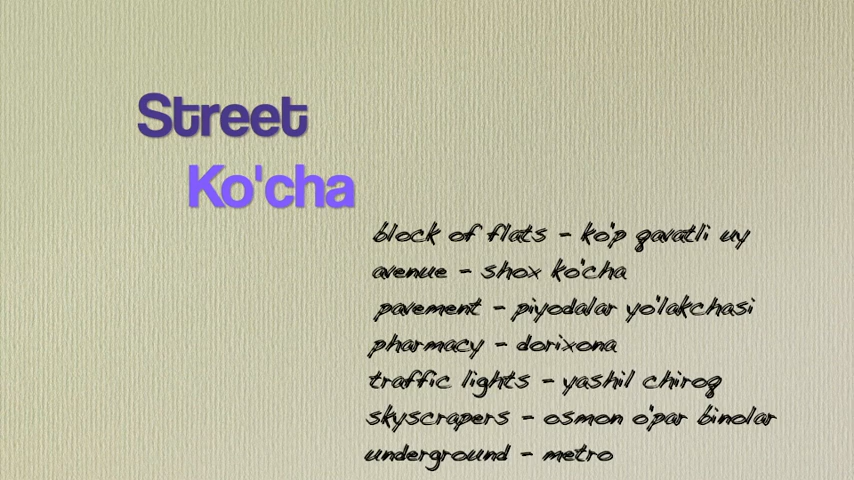 Street
Ko'cha
block of flats - ko'p qavatli uy
avenue - shox ko'cha
pavement - piyodalar yo'lakchasi
pharmacy - dorixona
traffic lights - yashil chiroq
skyscrapers - osmon o'par binolar
underground - metro